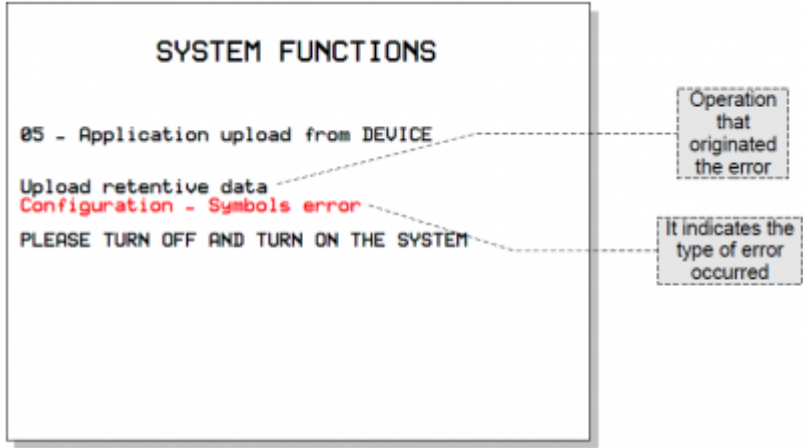 SYSTEM FUNCTIONS
05 - Application upload from DEVICE
Upload retentive data
Configuration - Symbols error
PLEASE TURN OFF AND TURN ON THE SYSTEM
Operation
that
originated
the error
It indicates the
type of error
occurred